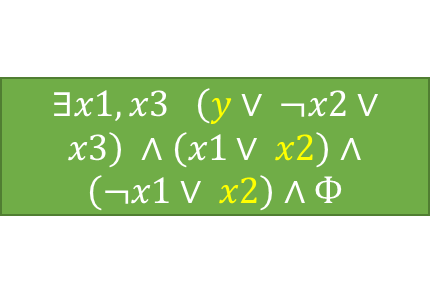 ∃x1, x3 (y ∨ ¬x2 ∨
x3) ∧ (x1 ∨ x2) ∧
(¬x1 ∨ x2) ∧ Φ